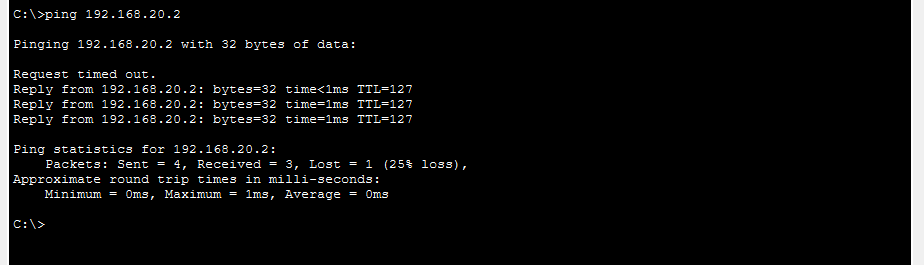 C:\>ping 192.168.20.2
Pinging 192.168.20.2 with 32 bytes of data:
Request timed out.
Reply from 192.168.20.2: bytes=32 time<1ms TTL=127
Reply from 192.168.20.2: bytes=32 time=1ms TTL=127
Reply from 192.168.20.2: bytes=32 time=1ms TTL=127
Ping statistics for 192.168.20.2:
    Packets: Sent = 4, Received = 3, Lost = 1 (25% loss),
Approximate round trip times in milli-seconds:
    Minimum = 0ms, Maximum = 1ms, Average = 0ms
C:\>